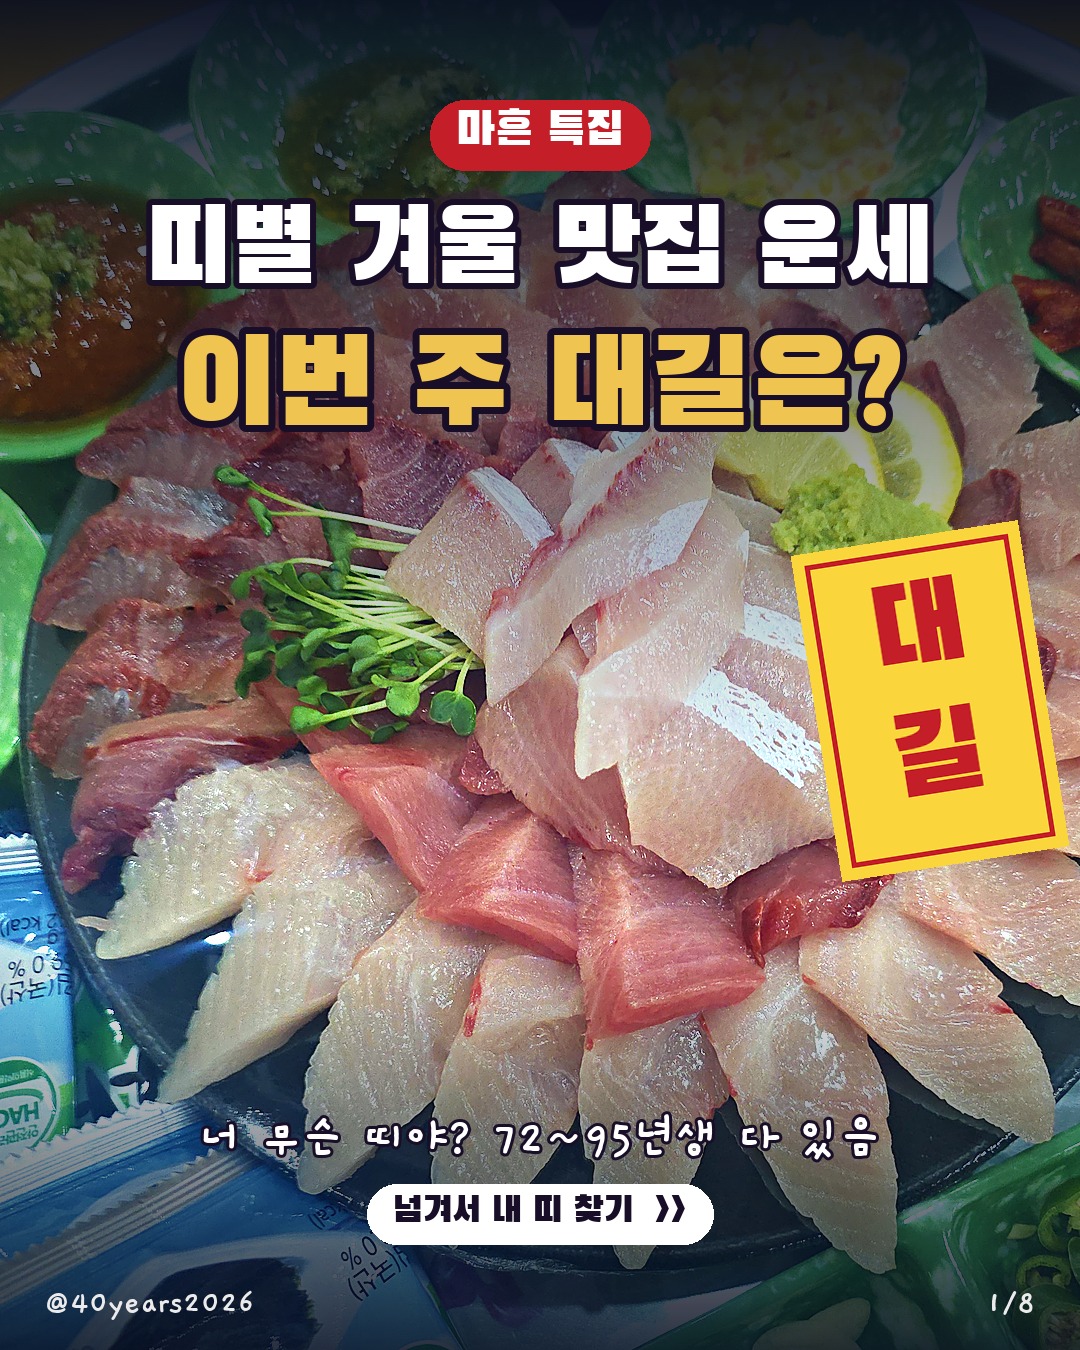 마흔 특집
띠별 겨울 맛집 운세
이번 주 대길은?
대
길
너 무슨 띠야? 72~95년생 다 있음
넘겨서 내 띠 찾기 》
@40years2026
1/8